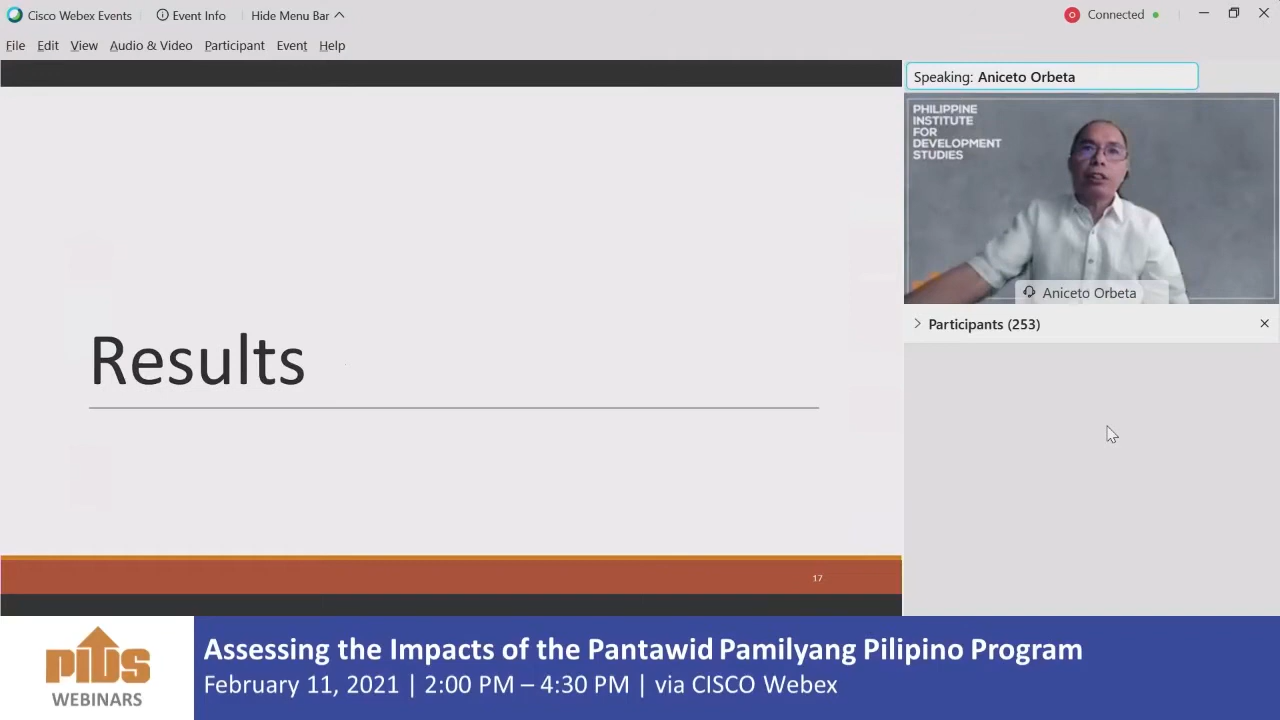 Cisco Webex Events
Event Info
Hide Menu Bar
Connected
File Edit View Audio & Video Participant Event Help
Speaking: Aniceto Orbeta
PHILIPPINE
INSTITUTE
FOR
DEVELOPMENT
STUDIES
Aniceto Orbeta
Participants (253)
Results
17
PIDS
WEBINARS
Assessing the Impacts of the Pantawid Pamilyang Pilipino Program
February 11, 2021 | 2:00 PM – 4:30 PM | via CISCO Webex